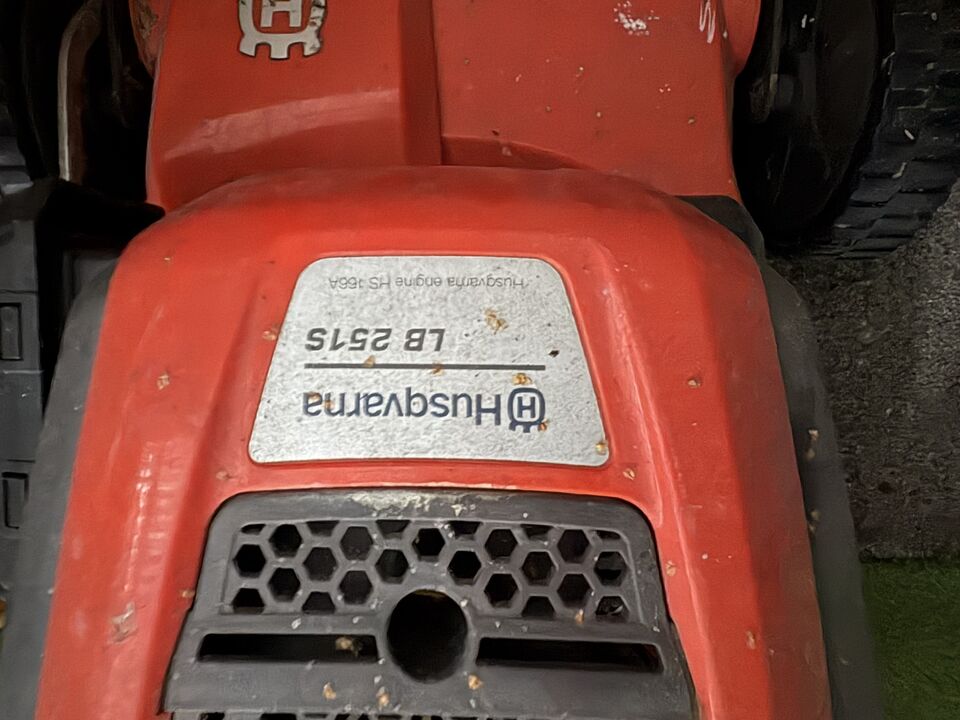 Husqvarna
LB 251S
Husqvarna engine HS 166A